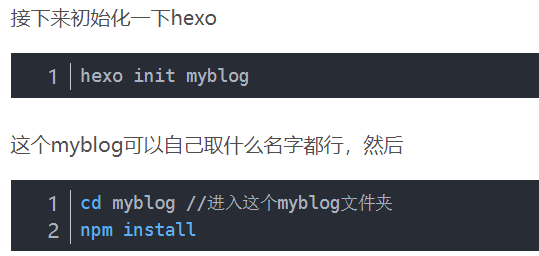 接下来初始化一下hexo
1 hexo init myblog
这个myblog可以自己取什么名字都行，然后
1 cd myblog //进入这个myblog文件夹
2 npm install